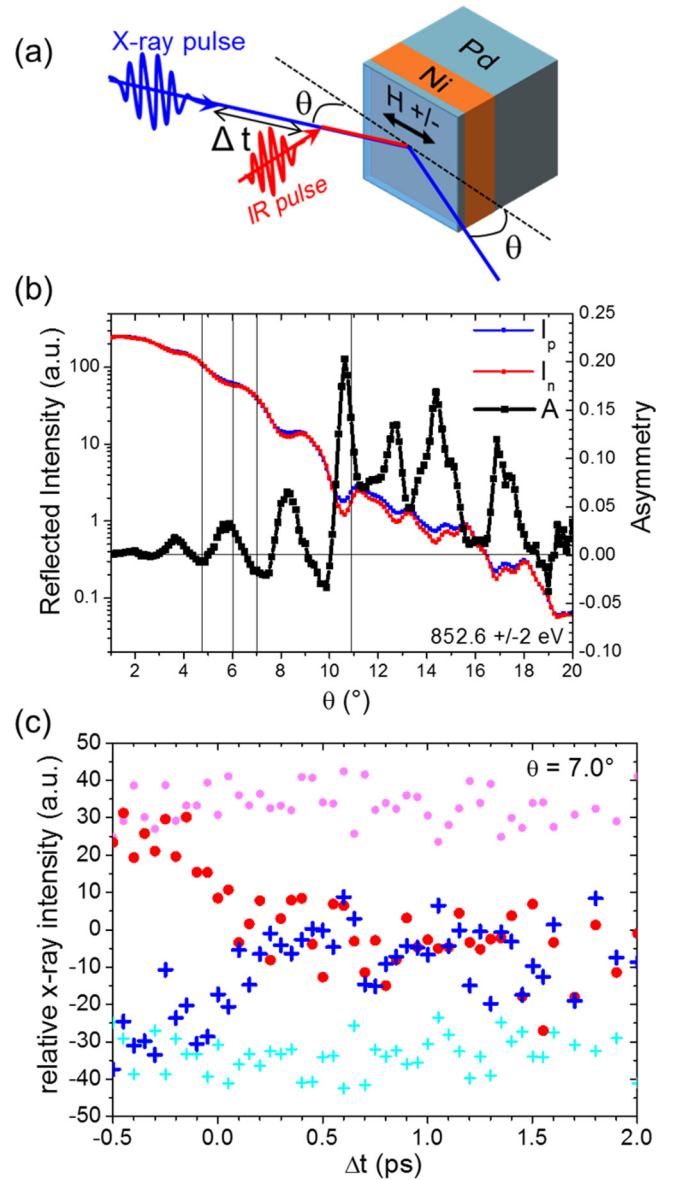 (a)
X-ray pulse
Pd
Ni
H +/-
θ
Δ t
IR pulse
θ
(b)
Reflected Intensity (a.u.)
100
10
1
0.1
I_p
I_n
A
0.25
0.20
0.15
0.10
0.05
0.00
-0.05
-0.10
Asymmetry
852.6 +/-2 eV
2 4 6 8 10 12 14 16 18 20
θ (°)
(c)
relative x-ray intensity (a.u.)
50
40
30
20
10
0
-10
-20
-30
-40
-50
θ = 7.0°
-0.5 0.0 0.5 1.0 1.5 2.0
Δt (ps)